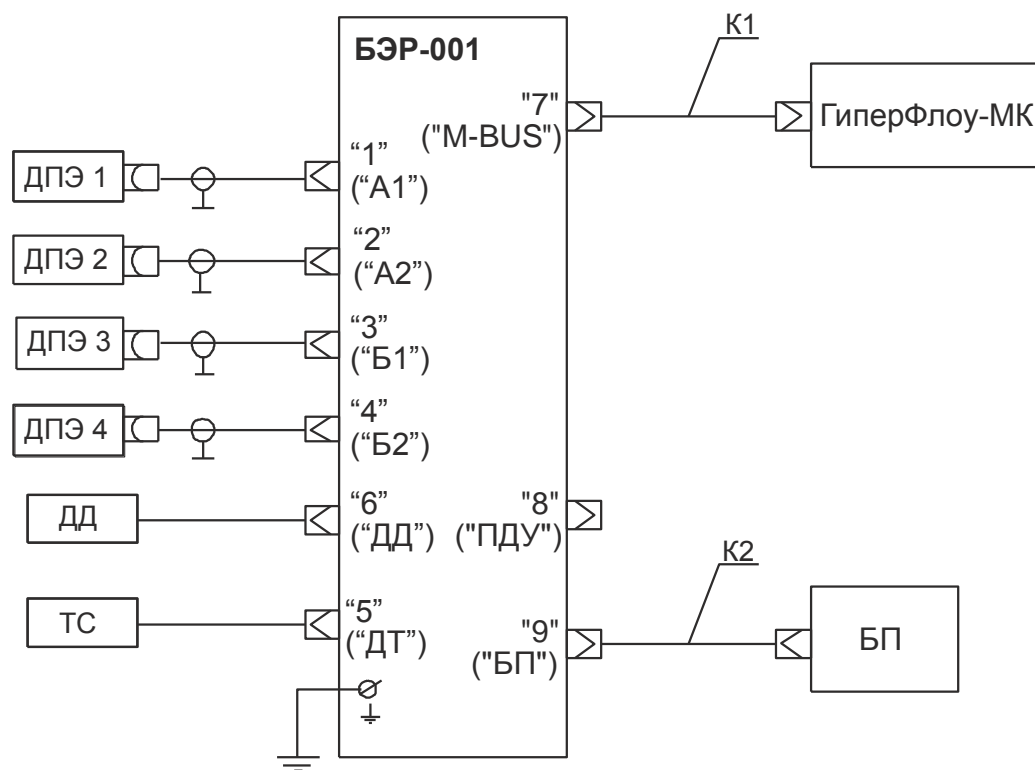 БЭР-001
К1
"7"
("M-BUS")
ГиперФлоу-МК
ДПЭ 1
“1”
(“А1”)
ДПЭ 2
“2”
(“А2”)
ДПЭ 3
“3”
(“Б1”)
ДПЭ 4
“4”
(“Б2”)
ДД
“6”
(“ДД”)
"8"
("ПДУ")
К2
ТС
“5”
(“ДТ”)
"9"
("БП")
БП